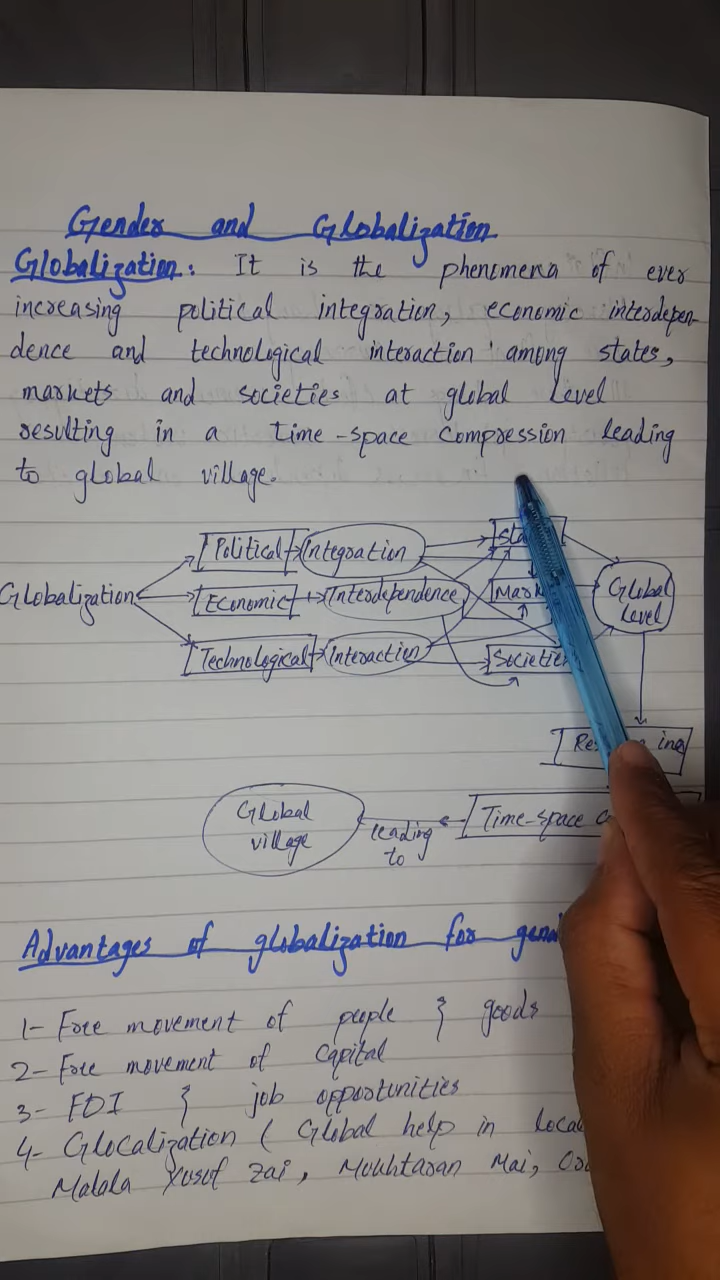 Gender and Globalization
Globalization: It is the phenomena of ever
increasing political integration, economic interdepen-
dence and technological interaction among states,
markets and societies at global Level
resulting in a Time-space Compression leading
to global village.
Political Integration
Globalization Economic Interdependence Global Level
Technological Interaction
Time-space
Global village leading to
Advantages of globalization for
1- Free movement of people & goods
2- Free movement of Capital
3- FDI & job opportunities
4- Glocalization ( Global help in
Malala Yusuf Zai, Moukhtaran Mai,